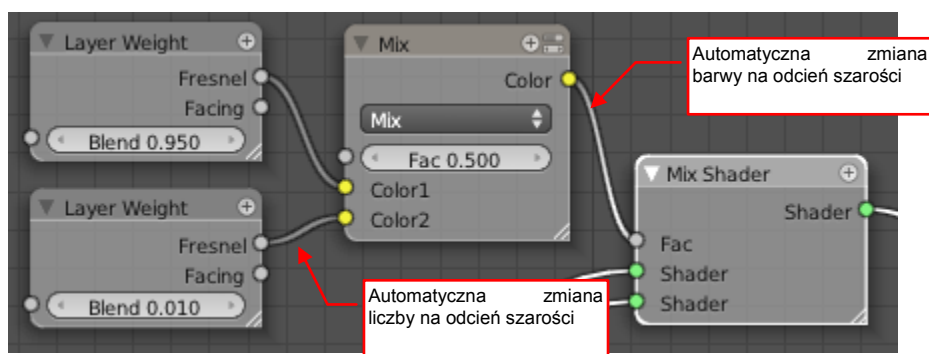 Layer Weight
Fresnel
Facing
Blend 0.950
Layer Weight
Fresnel
Facing
Blend 0.010
Mix
Color
Mix
Fac 0.500
Color1
Color2
Automatyczna zmiana
barwy na odcień szarości
Mix Shader
Shader
Fac
Shader
Shader
Automatyczna zmiana
liczby na odcień szarości